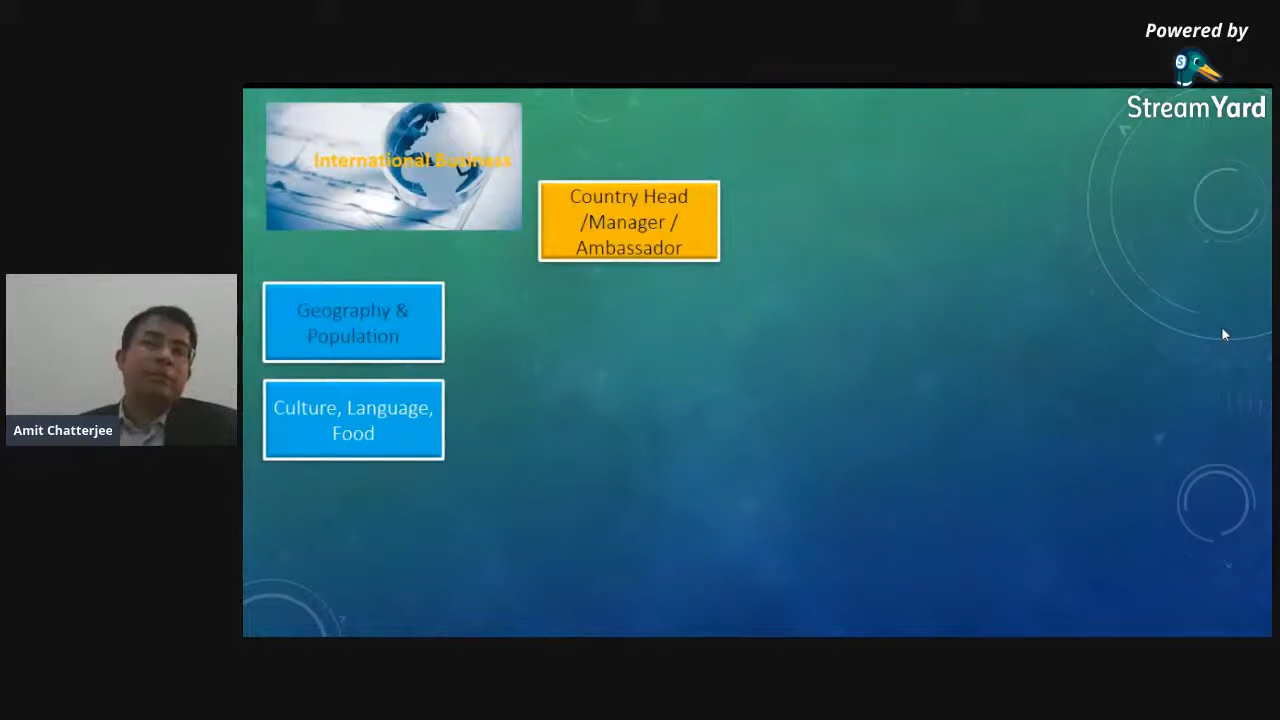 Powered by
StreamYard
International Business
Country Head
/Manager /
Ambassador
Geography &
Population
Culture, Language,
Food
Amit Chatterjee